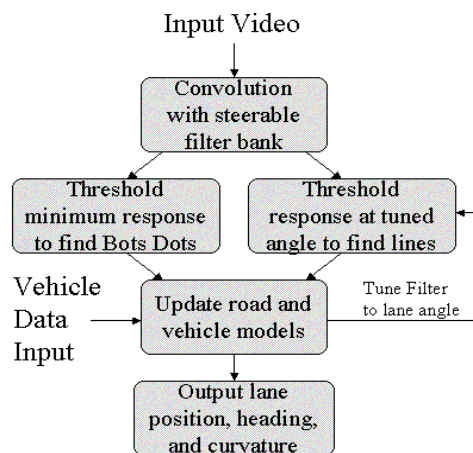 Input Video
Convolution
with steerable
filter bank
Threshold
minimum response
to find Bots Dots
Threshold
response at tuned
angle to find lines
Vehicle
Data
Input
Update road and
vehicle models
Tune Filter
to lane angle
Output lane
position, heading,
and curvature